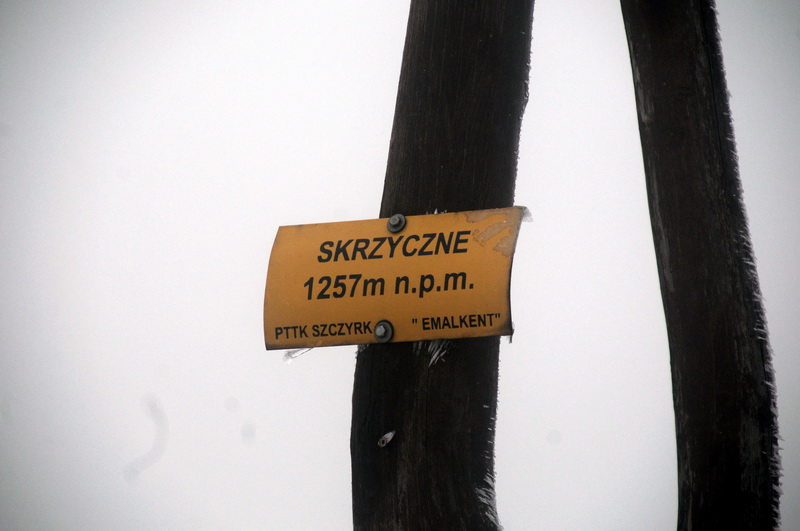 SKRZYCZNE
1257m n.p.m.
PTTK SZCZYRK " EMALKENT"